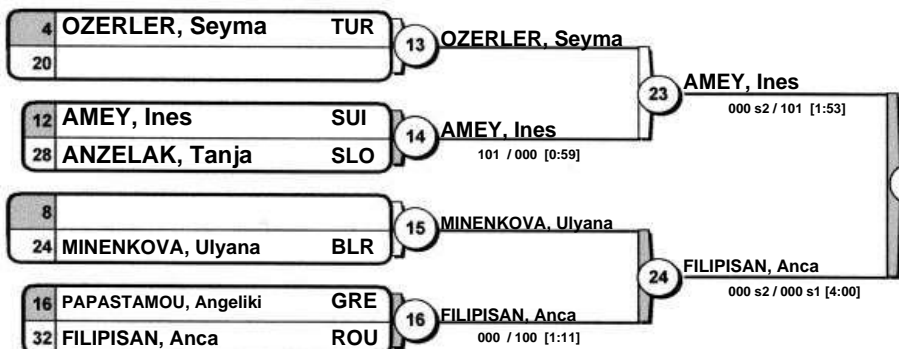 4 OZERLER, Seyma TUR
20
13
OZERLER, Seyma
12 AMEY, Ines SUI
28 ANZELAK, Tanja SLO
14
AMEY, Ines
101 / 000 [0:59]
23
AMEY, Ines
000 s2 / 101 [1:53]
8
24 MINENKOVA, Ulyana BLR
15
MINENKOVA, Ulyana
16 PAPASTAMOU, Angeliki GRE
32 FILIPISAN, Anca ROU
16
FILIPISAN, Anca
000 / 100 [1:11]
24
FILIPISAN, Anca
000 s2 / 000 s1 [4:00]